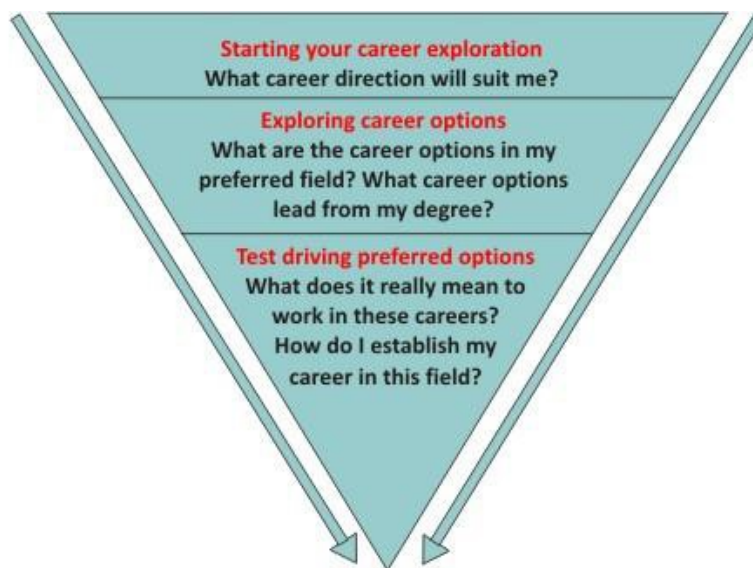 Starting your career exploration
What career direction will suit me?
Exploring career options
What are the career options in my
preferred field? What career options
lead from my degree?
Test driving preferred options
What does it really mean to
work in these careers?
How do I establish my
career in this field?